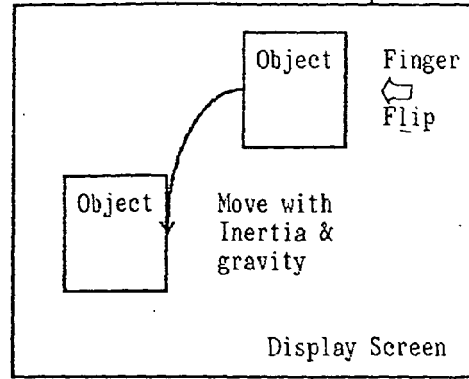 Object
Finger
Flip
Object
Move with
Inertia &
gravity
Display Screen